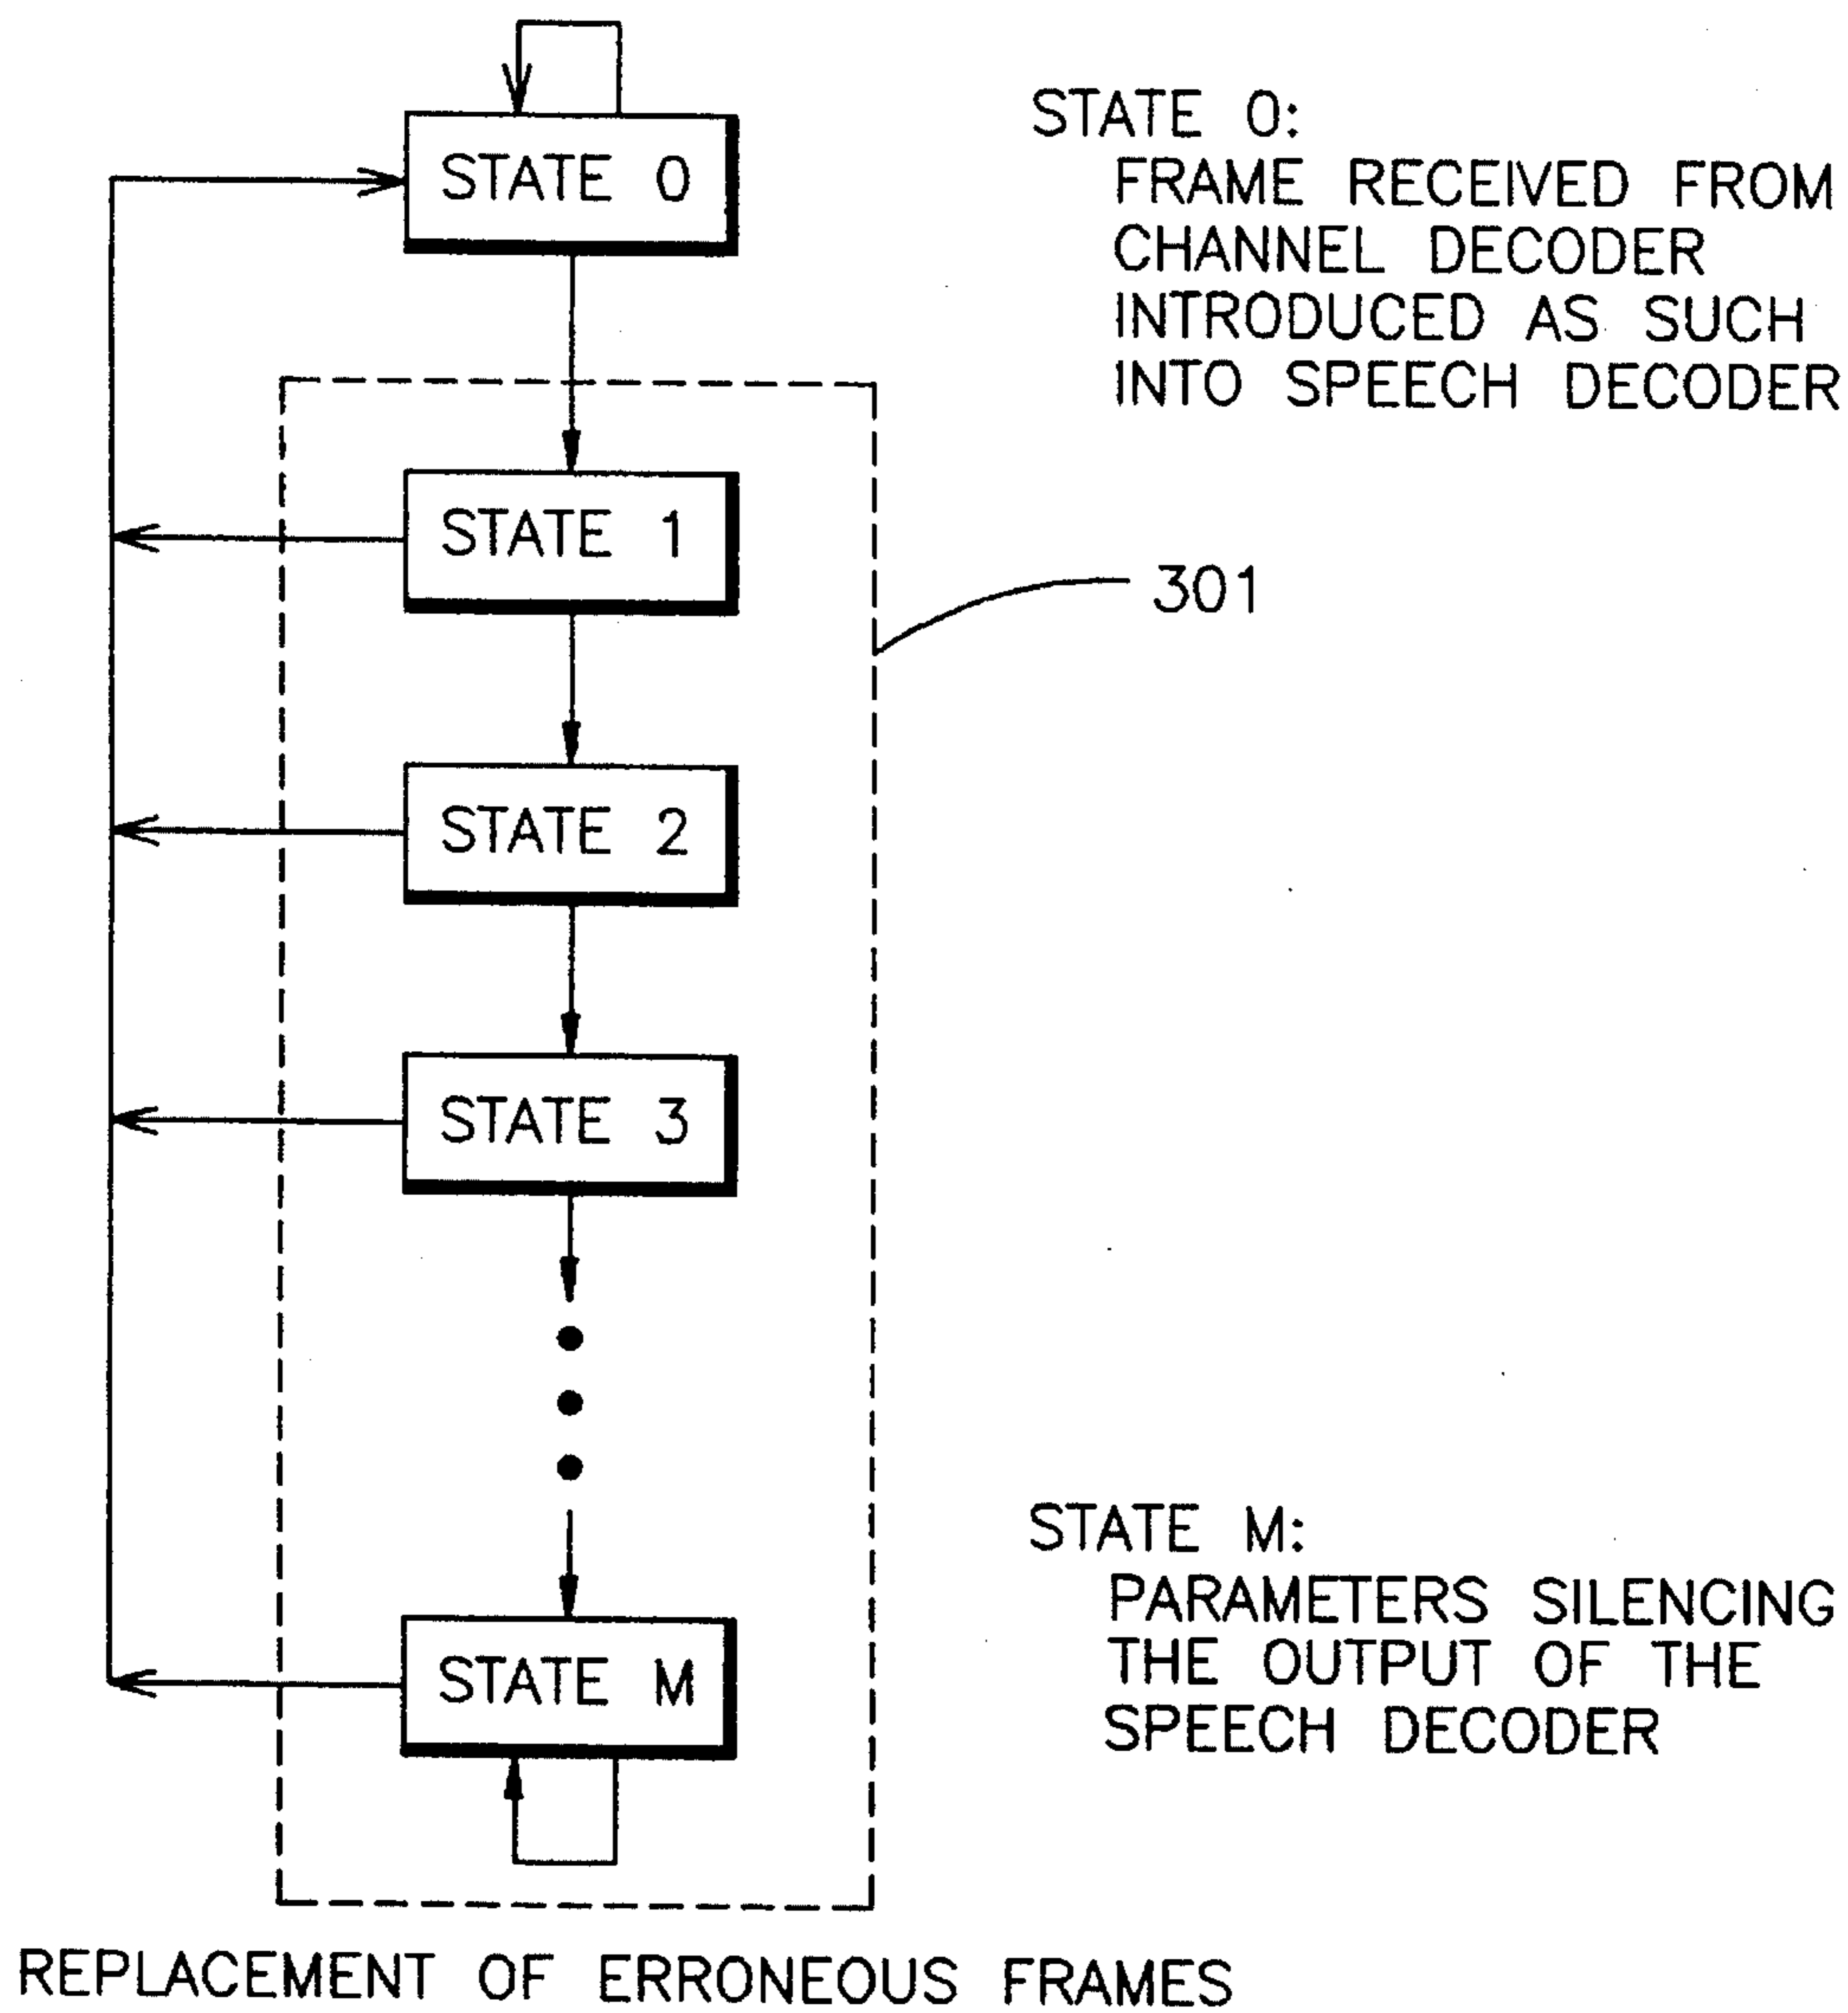 STATE 0
STATE 0:
FRAME RECEIVED FROM
CHANNEL DECODER
INTRODUCED AS SUCH
INTO SPEECH DECODER
STATE 1
301
STATE 2
STATE 3
STATE M
STATE M:
PARAMETERS SILENCING
THE OUTPUT OF THE
SPEECH DECODER
REPLACEMENT OF ERRONEOUS FRAMES